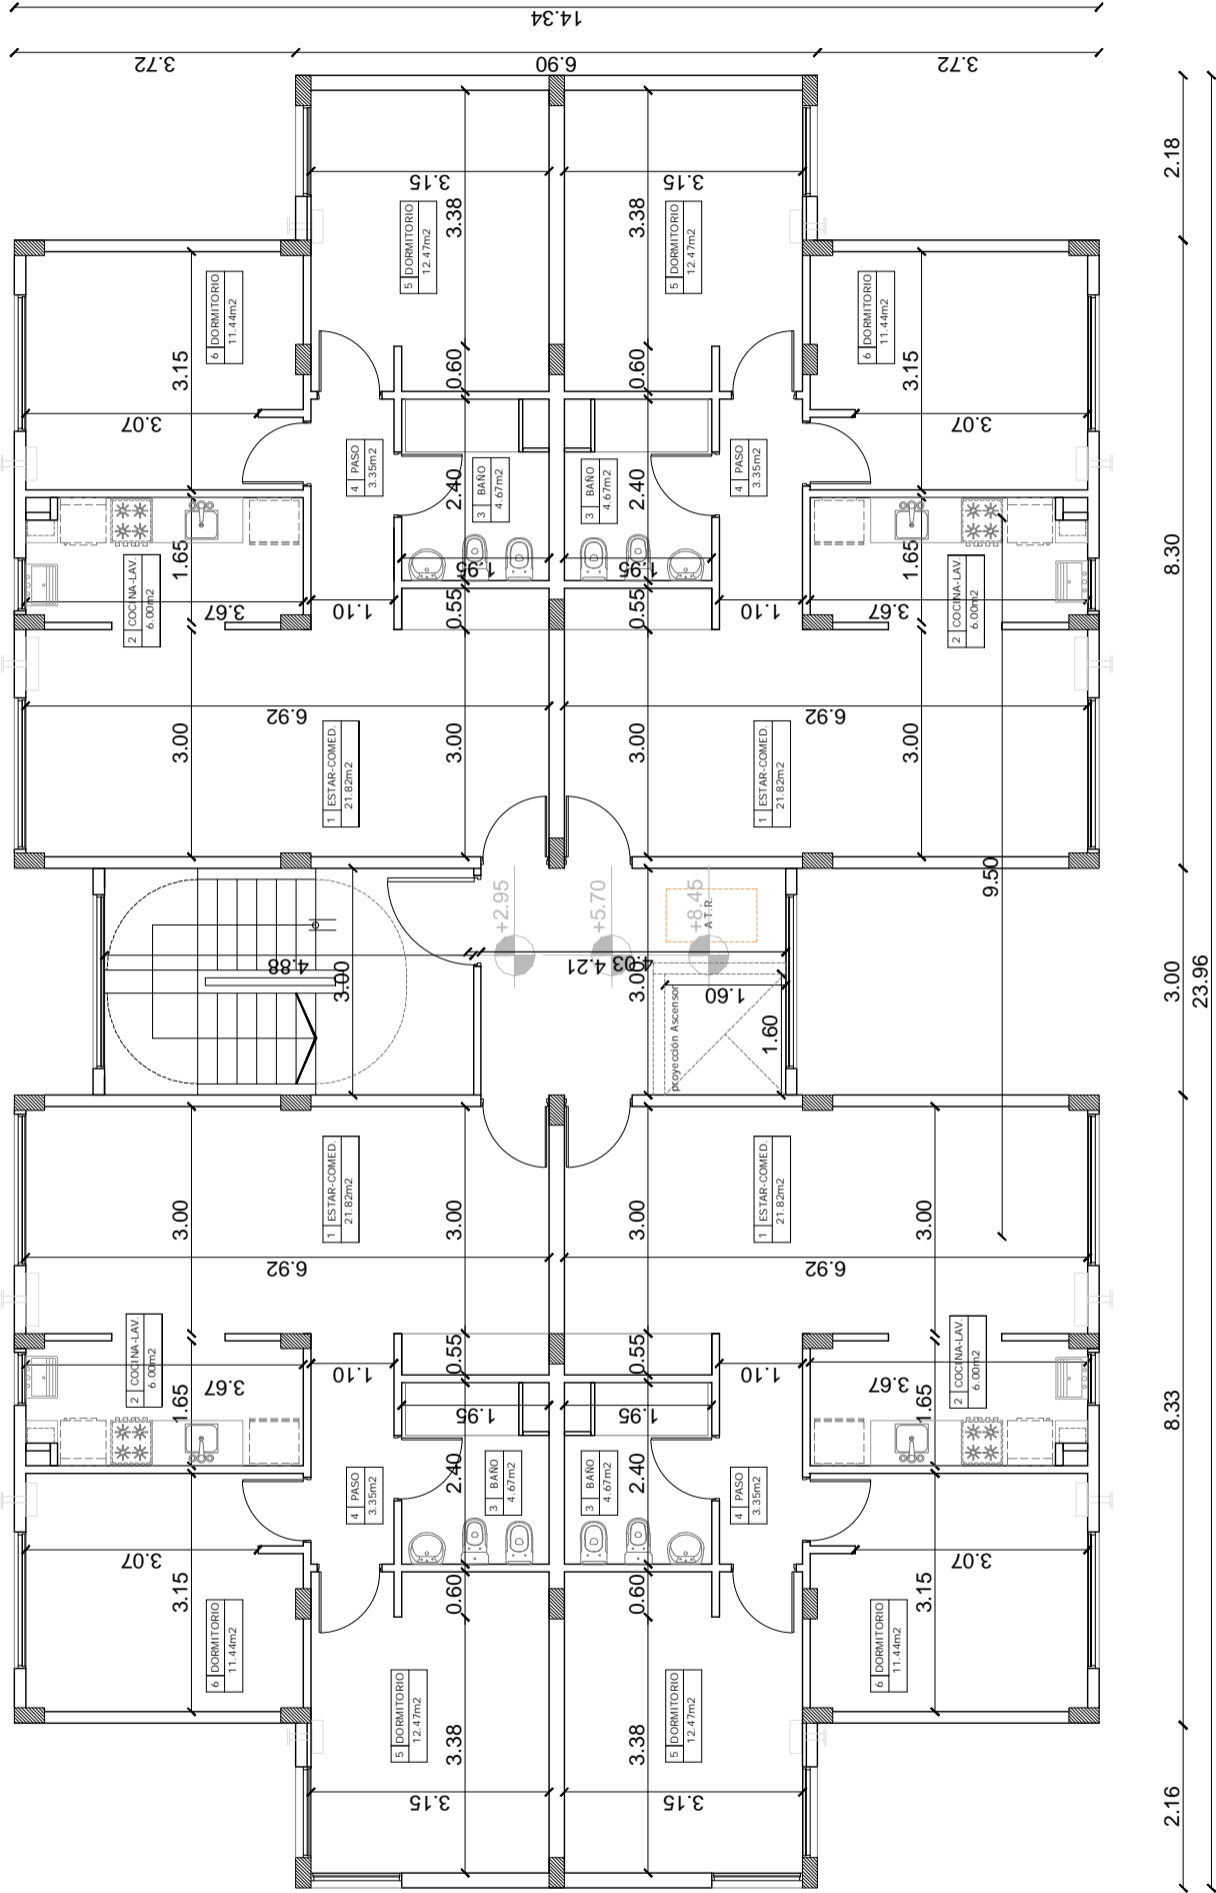 14.34
3.72
6.90
3.72
2.18
8.30
3.00
23.96
8.33
2.16
3.15
3.15
3.38
3.38
5 DORMITORIO
12.47m2
5 DORMITORIO
12.47m2
6 DORMITORIO
11.44m2
6 DORMITORIO
11.44m2
3.15
0.60
0.60
3.15
3.07
3.07
4 PASO
3.35m2
4 PASO
3.35m2
2.40
3 BAÑO
4.67m2
3 BAÑO
4.67m2
2.40
1.65
1.95
1.95
1.65
2 COCINA-LAV.
6.00m2
2 COCINA-LAV.
6.00m2
3.67
1.10
0.55
0.55
1.10
3.67
6.92
6.92
3.00
3.00
3.00
3.00
1 ESTAR-COMED.
21.82m2
1 ESTAR-COMED.
21.82m2
9.50
+2.95
+5.70
+8.45
A.T.R.
4.88
4.21
4.03
3.00
3.00
1.60
1.60
proyección Ascensor
1 ESTAR-COMED.
21.82m2
1 ESTAR-COMED.
21.82m2
3.00
3.00
3.00
3.00
6.92
6.92
2 COCINA-LAV.
6.00m2
2 COCINA-LAV.
6.00m2
0.55
0.55
3.67
1.10
1.10
3.67
1.65
1.95
1.95
1.65
2.40
3 BAÑO
4.67m2
3 BAÑO
4.67m2
2.40
4 PASO
3.35m2
4 PASO
3.35m2
3.07
3.07
3.15
0.60
0.60
3.15
6 DORMITORIO
11.44m2
6 DORMITORIO
11.44m2
5 DORMITORIO
12.47m2
5 DORMITORIO
12.47m2
3.38
3.38
3.15
3.15